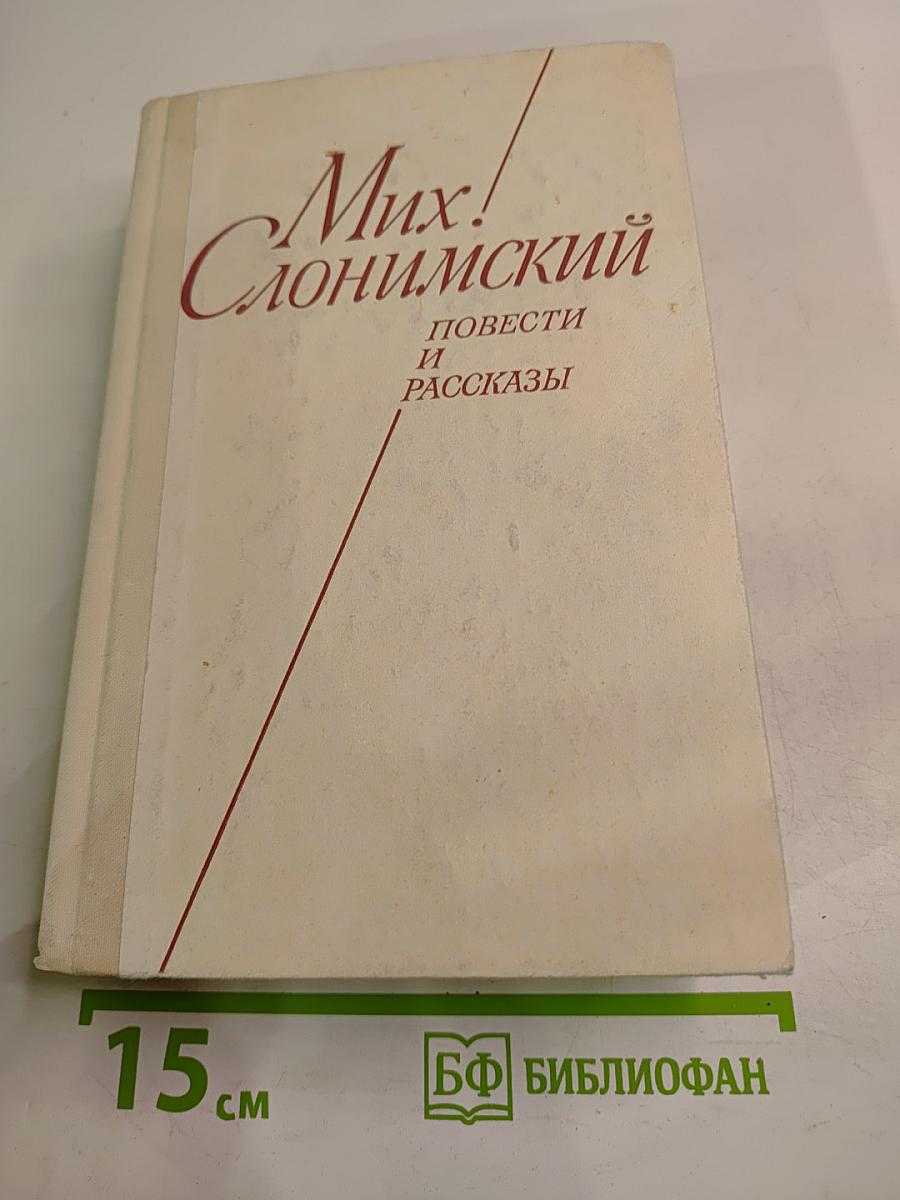 Мих.
Слонимский
ПОВЕСТИ
И
РАССКАЗЫ
15 см
БФ БИБЛИОФАН